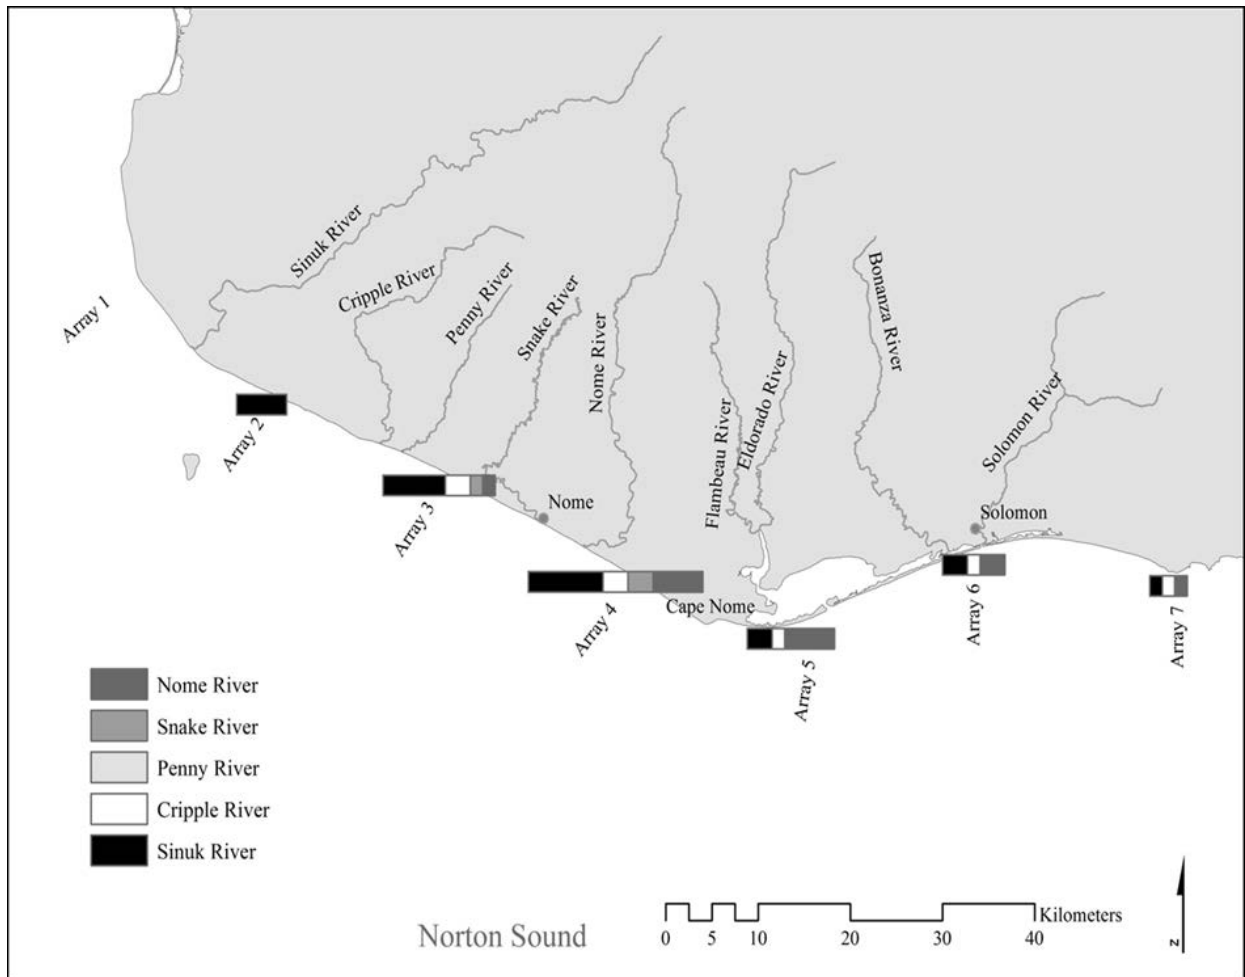 Sinuk River
Cripple River
Penny River
Snake River
Nome River
Flambeau River
Eldorado River
Bonanza River
Solomon River
Array 1
Array 2
Array 3
Nome
Solomon
Array 4
Cape Nome
Array 5
Array 6
Array 7
Nome River
Snake River
Penny River
Cripple River
Sinuk River
Norton Sound
Kilometers
0 5 10 20 30 40
N